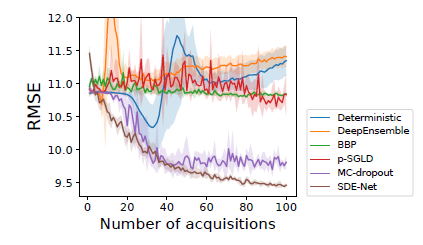 12.0
11.5
11.0
10.5
10.0
9.5
RMSE
0 20 40 60 80 100
Number of acquisitions
Deterministic
DeepEnsemble
BBP
p-SGLD
MC-dropout
SDE-Net